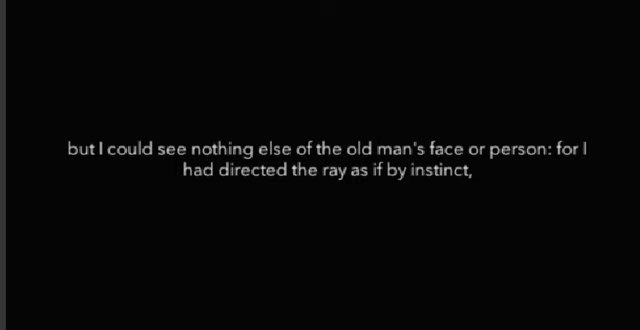 but I could see nothing else of the old man's face or person: for I
had directed the ray as if by instinct,